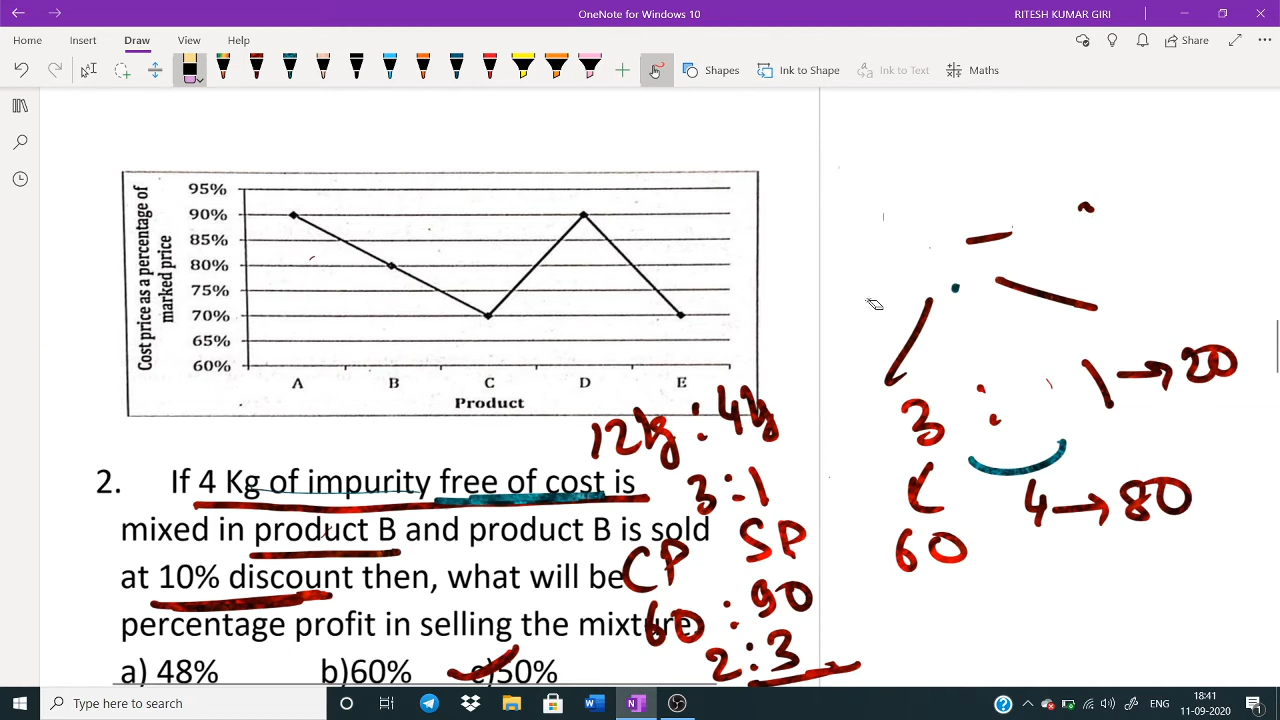 OneNote for Windows 10
RITESH KUMAR GIRI
Home Insert Draw View Help
Share
Shapes Ink to Shape Ink to Text Maths
Cost price as a percentage of
marked price
95%
90%
85%
80%
75%
70%
65%
60%
A B C D E
Product
2. If 4 Kg of impurity free of cost is
mixed in product B and product B is sold
at 10% discount then, what will be
percentage profit in selling the mixture
a) 48% b)60% c)50%
12kg : 4kg
3:1
CP SP
60 : 90
2:3
20
3 :
4 → 80
60
Type here to search
ENG
18:41
11-09-2020